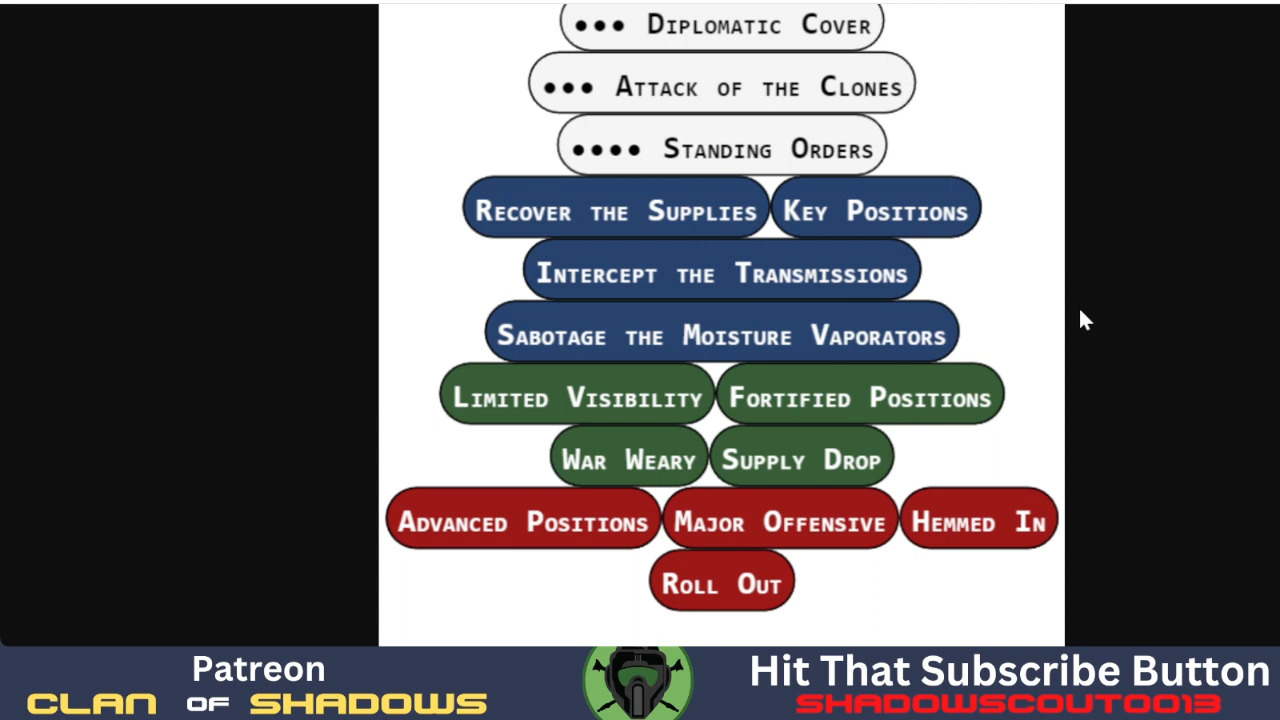 ••• Diplomatic Cover
••• Attack of the Clones
•••• Standing Orders
Recover the Supplies Key Positions
Intercept the Transmissions
Sabotage the Moisture Vaporators
Limited Visibility Fortified Positions
War Weary Supply Drop
Advanced Positions Major Offensive Hemmed In
Roll Out
Patreon
CLAN OF SHADOWS
Hit That Subscribe Button
SHADOWSCOUT0013